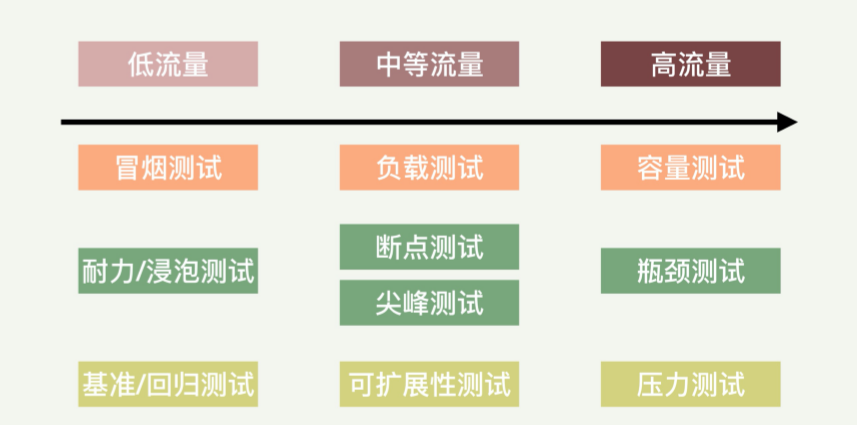 低流量
中等流量
高流量
冒烟测试
负载测试
容量测试
断点测试
耐力/浸泡测试
瓶颈测试
尖峰测试
基准/回归测试
可扩展性测试
压力测试